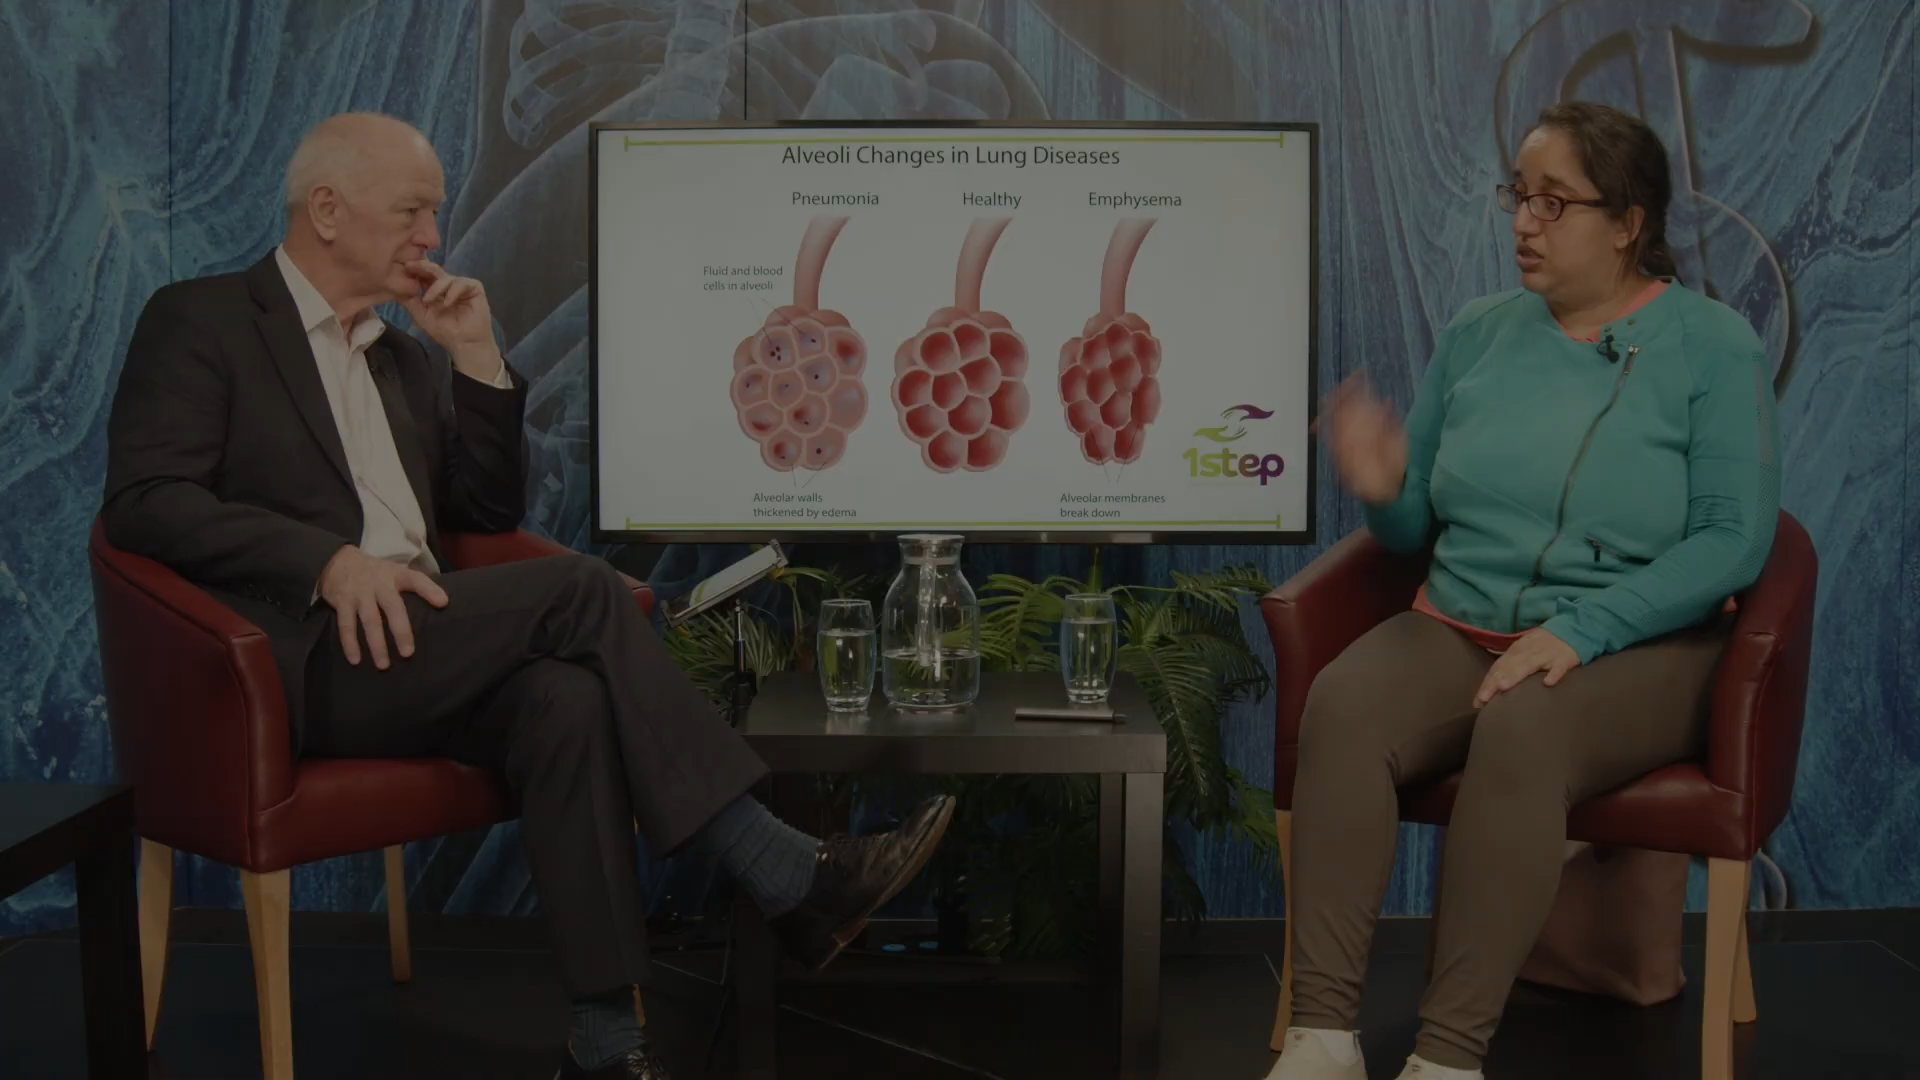 Alveoli Changes in Lung Diseases
Pneumonia
Healthy
Emphysema
Fluid and blood
cells in alveoli
Alveolar walls
thickened by edema
Alveolar membranes
break down
1step